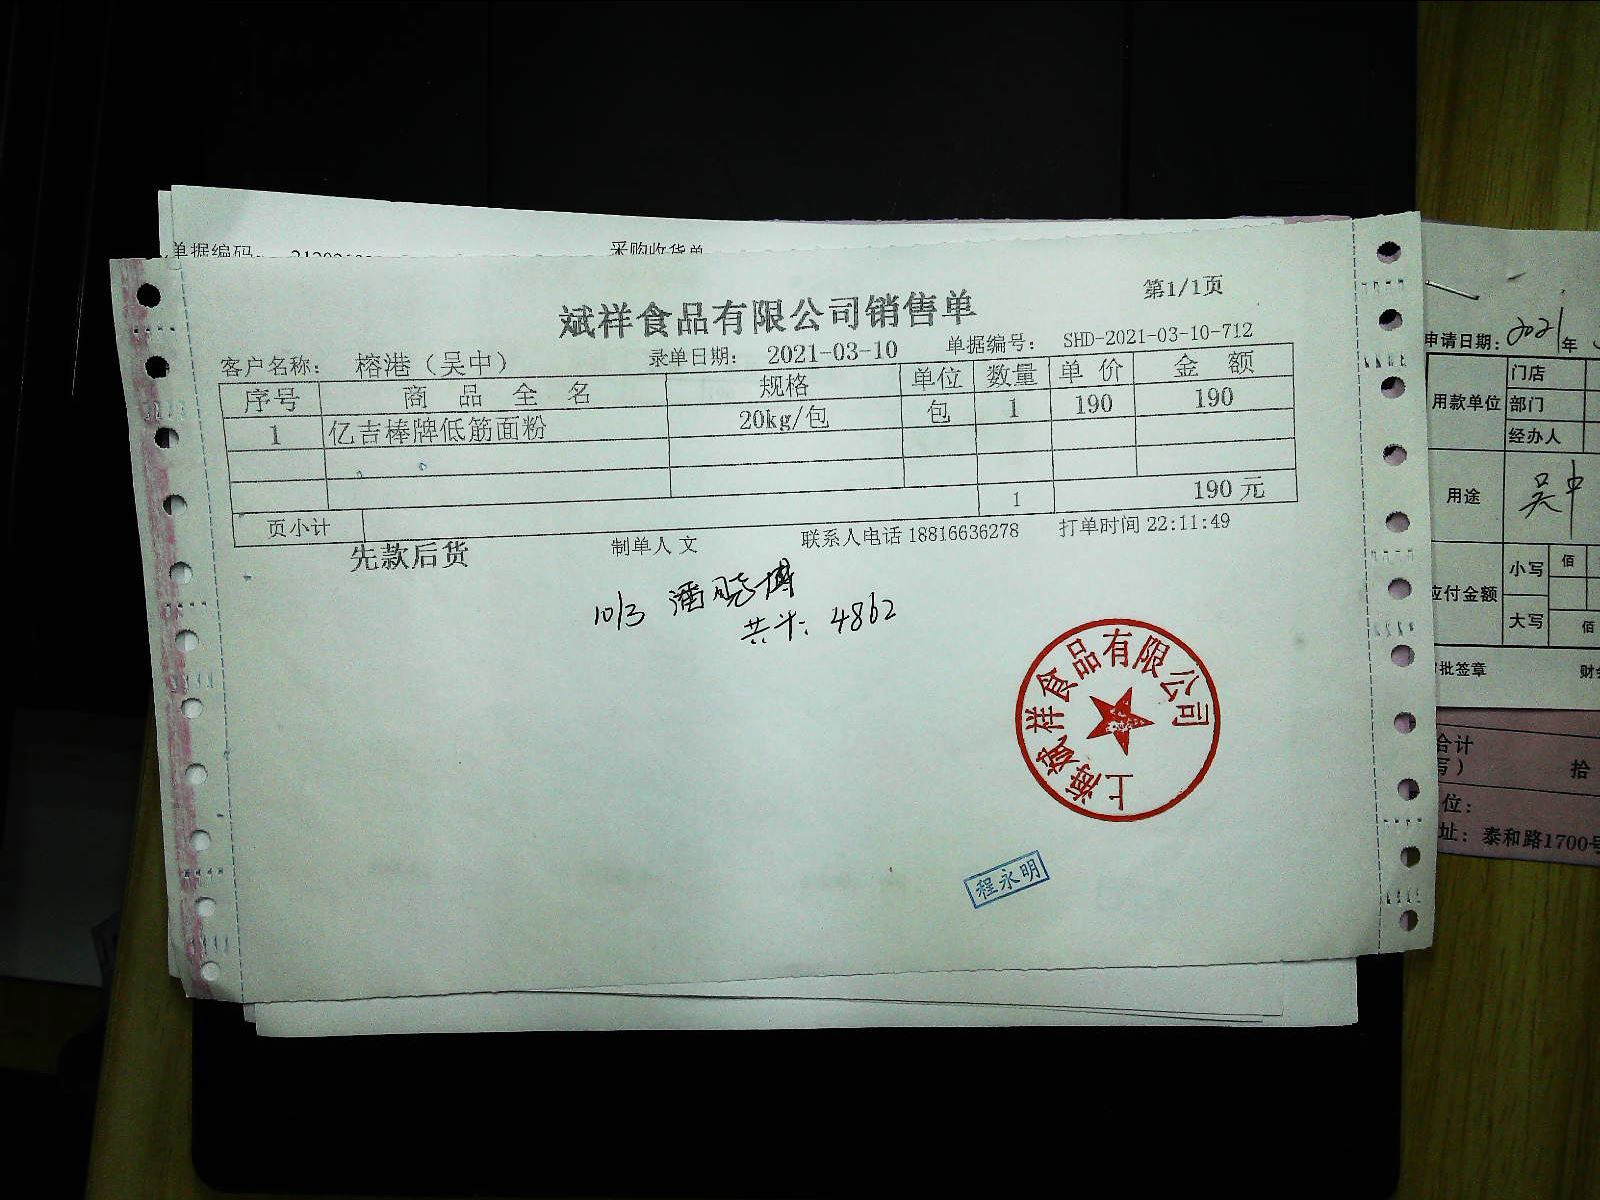 单据编码:
采购收货单
斌祥食品有限公司销售单
第1/1页
客户名称: 榕港（吴中） 录单日期: 2021-03-10 单据编号: SHD-2021-03-10-712
序号 商品全名 规格 单位 数量 单价 金额
1 亿吉棒牌低筋面粉 20kg/包 包 1 190 190
1 190 元
页小计
先款后货 制单人 文 联系人电话 18816636278 打单时间 22:11:49
10/3 潘晓博
共计: 4862
上海斌祥食品有限公司
程永明
申请日期: 2021年
用款单位 门店
部门
经办人
用途 吴中
应付金额 小写 佰
大写 佰
批签章 财会
合计
写） 拾
位:
址: 泰和路1700号